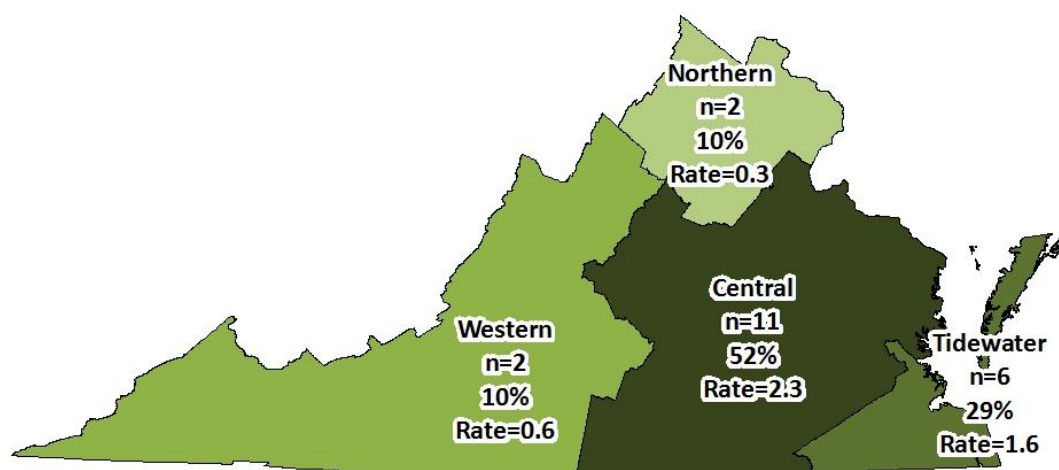 Northern
n=2
10%
Rate=0.3
Central
n=11
52%
Rate=2.3
Western
n=2
10%
Rate=0.6
Tidewater
n=6
29%
Rate=1.6